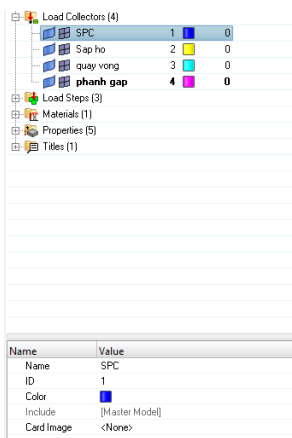 Load Collectors (4)
SPC 1 0
Sap ho 2 0
quay vong 3 0
phanh gap 4 0
Load Steps (3)
Materials (1)
Properties (5)
Titles (1)
Name Value
Name SPC
ID 1
Color
Include [Master Model]
Card Image <None>